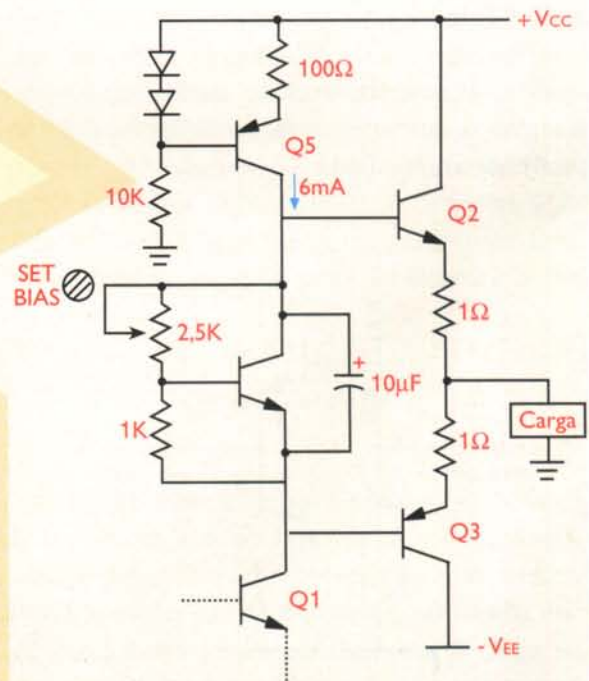 + VCC
100Ω
Q5
10K
6mA
Q2
SET
BIAS
2,5K
1Ω
+
10µF
Carga
1K
1Ω
Q3
Q1
- VEE